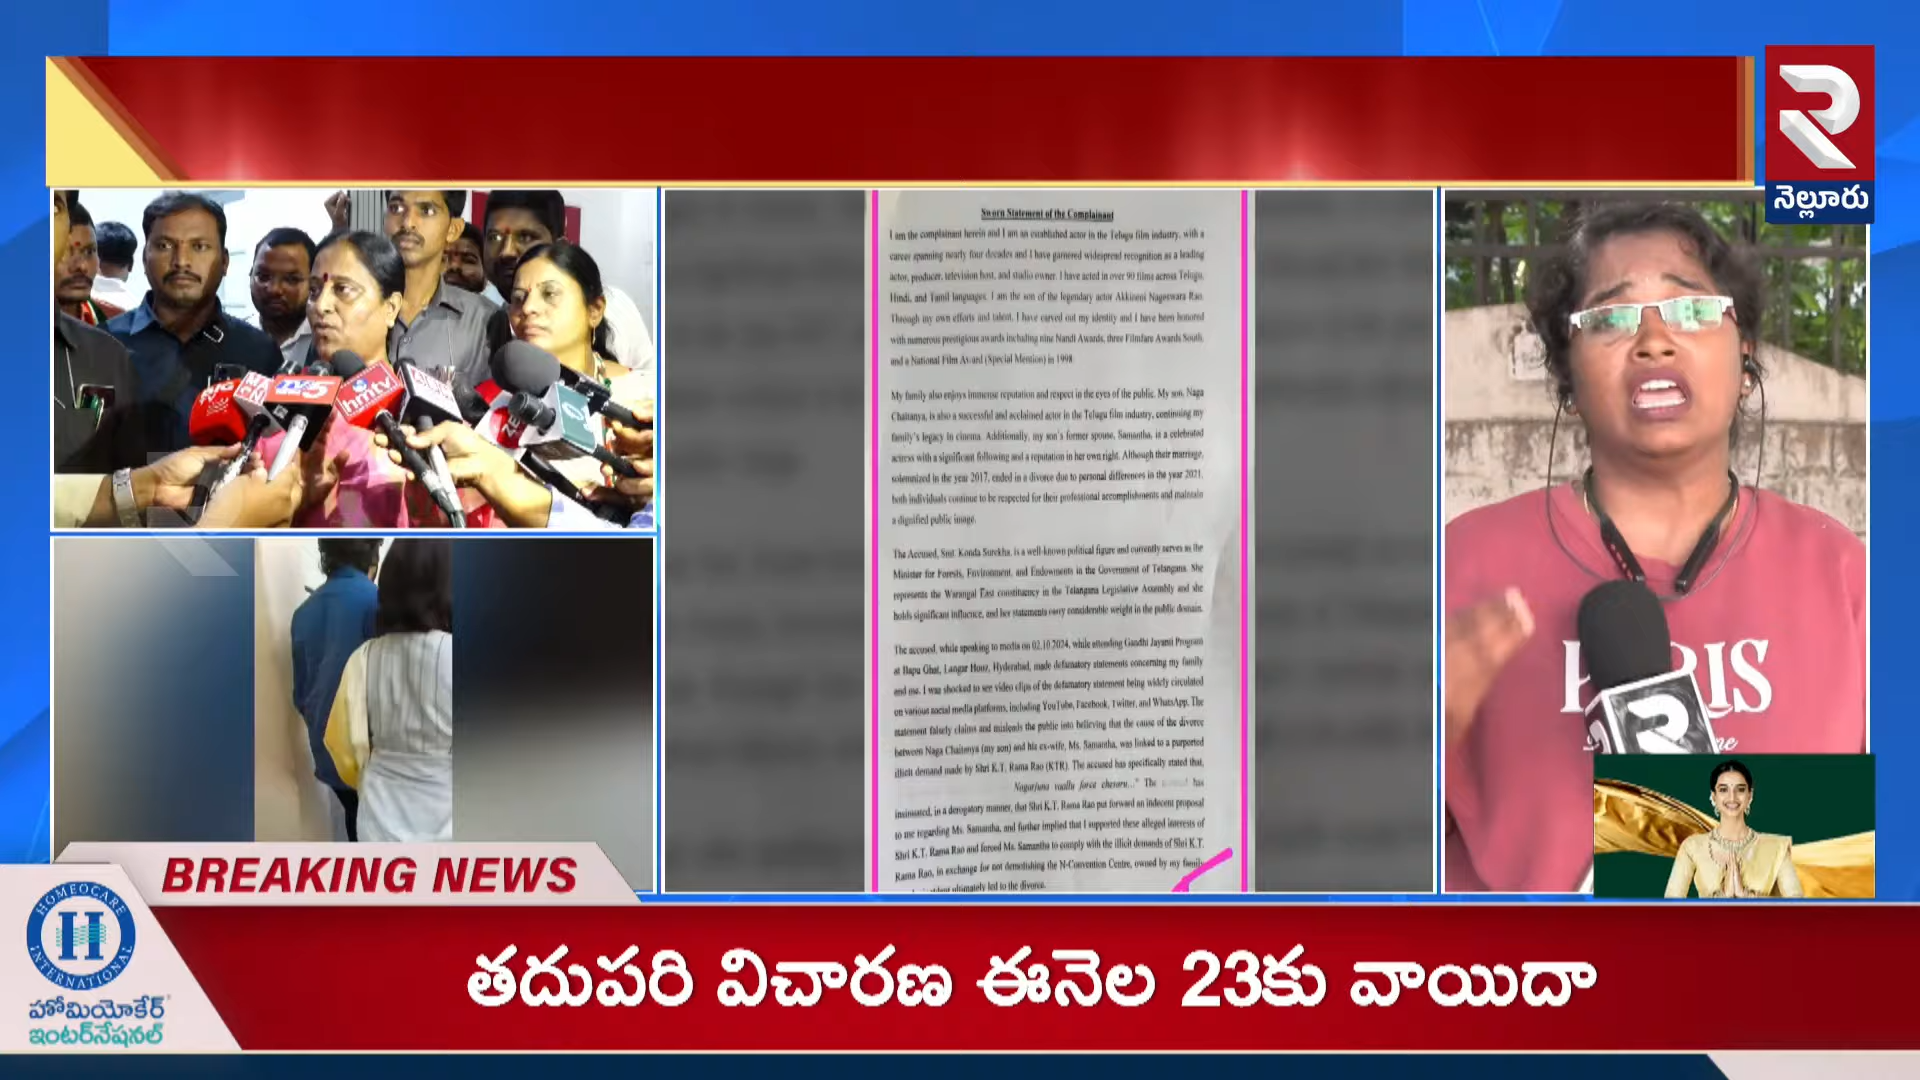 నెల్లూరు
BIG
MAGN
TV5
hmtv
ZEE
Sworn Statement of the Complainant
I am the complainant herein and I am an established actor in the Telugu film industry, with a
career spanning nearly four decades and I have garnered widespread recognition as a leading
actor, producer, television host, and studio owner. I have acted in over 90 films across Telugu,
Hindi, and Tamil languages. I am the son of the legendary actor Akkineni Nageswara Rao.
Through my own efforts and talent, I have carved out my identity and I have been honored
with numerous prestigious awards including nine Nandi Awards, three Filmfare Awards South,
and a National Film Award (Special Mention) in 1998.
My family also enjoys immense reputation and respect in the eyes of the public. My son, Naga
Chaitanya, is also a successful and acclaimed actor in the Telugu film industry, continuing my
family's legacy in cinema. Additionally, my son's former spouse, Samantha, is a celebrated
actress with a significant following and a reputation in her own right. Although their marriage,
solemnized in the year 2017, ended in a divorce due to personal differences in the year 2021,
both individuals continue to be respected for their professional accomplishments and maintain
a dignified public image.
The Accused, Smt. Konda Surekha, is a well-known political figure and currently serves as the
Minister for Forests, Environment, and Endowments in the Government of Telangana. She
represents the Warangal East constituency in the Telangana Legislative Assembly and she
holds significant influence, and her statements carry considerable weight in the public domain.
The accused, while speaking to media on 02.10.2024, while attending Gandhi Jayanti Program
at Bapu Ghat, Langar Houz, Hyderabad, made defamatory statements concerning my family
and me. I was shocked to see video clips of the defamatory statement being widely circulated
on various social media platforms, including YouTube, Facebook, Twitter, and WhatsApp. The
statement falsely claims and misleads the public into believing that the cause of the divorce
between Naga Chaitanya (my son) and his ex-wife, Ms. Samantha, was linked to a purported
illicit demand made by Shri K.T. Rama Rao (KTR). The accused has specifically stated that,
Nagarjuna vaallu force chesaru..." The has
insinuated, in a derogatory manner, that Shri K.T. Rama Rao put forward an indecent proposal
to me regarding Ms. Samantha, and further implied that I supported these alleged interests of
Shri K.T. Rama Rao and forced Ms. Samantha to comply with the illicit demands of Shri K.T.
Rama Rao, in exchange for not demolishing the N-Convention Centre, owned by my family
ultimately led to the divorce.
BREAKING NEWS
HOMEOCARE
INTERNATIONAL
హోమియోకేర్
ఇంటర్‌నేషనల్
తదుపరి విచారణ ఈనెల 23కు వాయిదా